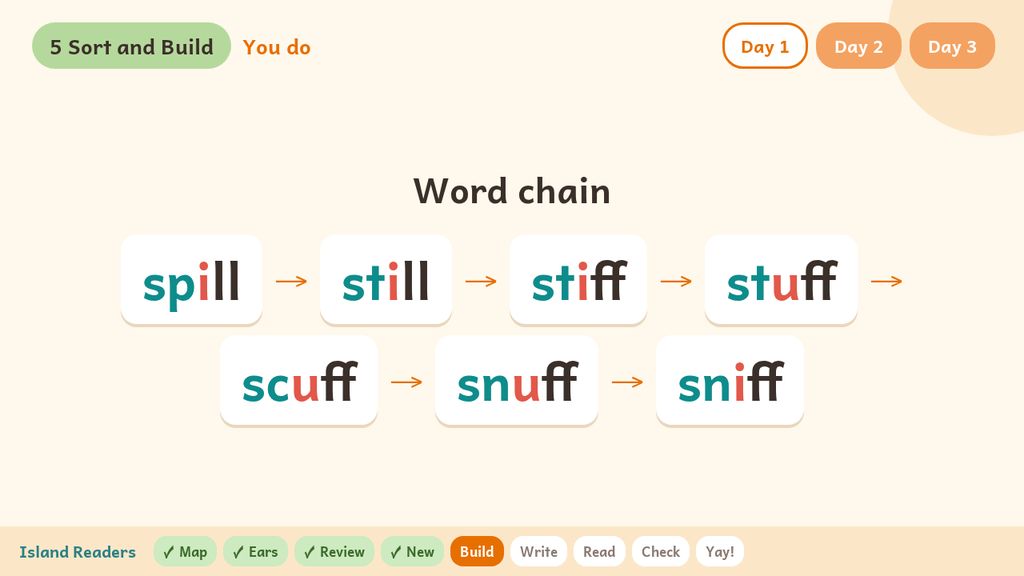 5 Sort and Build You do Day 1 Day 2 Day 3
Word chain
spill → still → stiff → stuff →
scuff → snuff → sniff
Island Readers ✓ Map ✓ Ears ✓ Review ✓ New Build Write Read Check Yay!